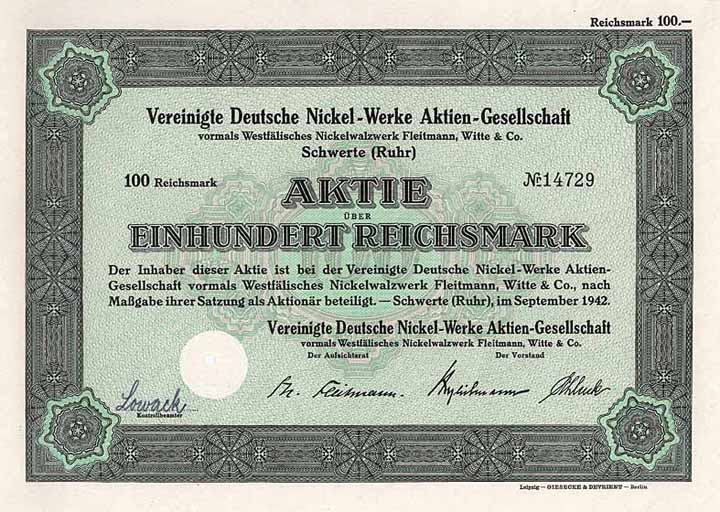 Reichsmark 100.—
Vereinigte Deutsche Nickel-Werke Aktien-Gesellschaft
vormals Westfälisches Nickelwalzwerk Fleitmann, Witte & Co.
Schwerte (Ruhr)
100 Reichsmark
№ 14729
AKTIE
ÜBER
EINHUNDERT REICHSMARK
Der Inhaber dieser Aktie ist bei der Vereinigte Deutsche Nickel-Werke Aktien-
Gesellschaft vormals Westfälisches Nickelwalzwerk Fleitmann, Witte & Co., nach
Maßgabe ihrer Satzung als Aktionär beteiligt. — Schwerte (Ruhr), im September 1942.
Vereinigte Deutsche Nickel-Werke Aktien-Gesellschaft
vormals Westfälisches Nickelwalzwerk Fleitmann, Witte & Co.
Der Aufsichtsrat
Der Vorstand
Lowack
Fleitmann.
Kontrollbeamter
Leipzig — GIESECKE & DEVRIENT — Berlin